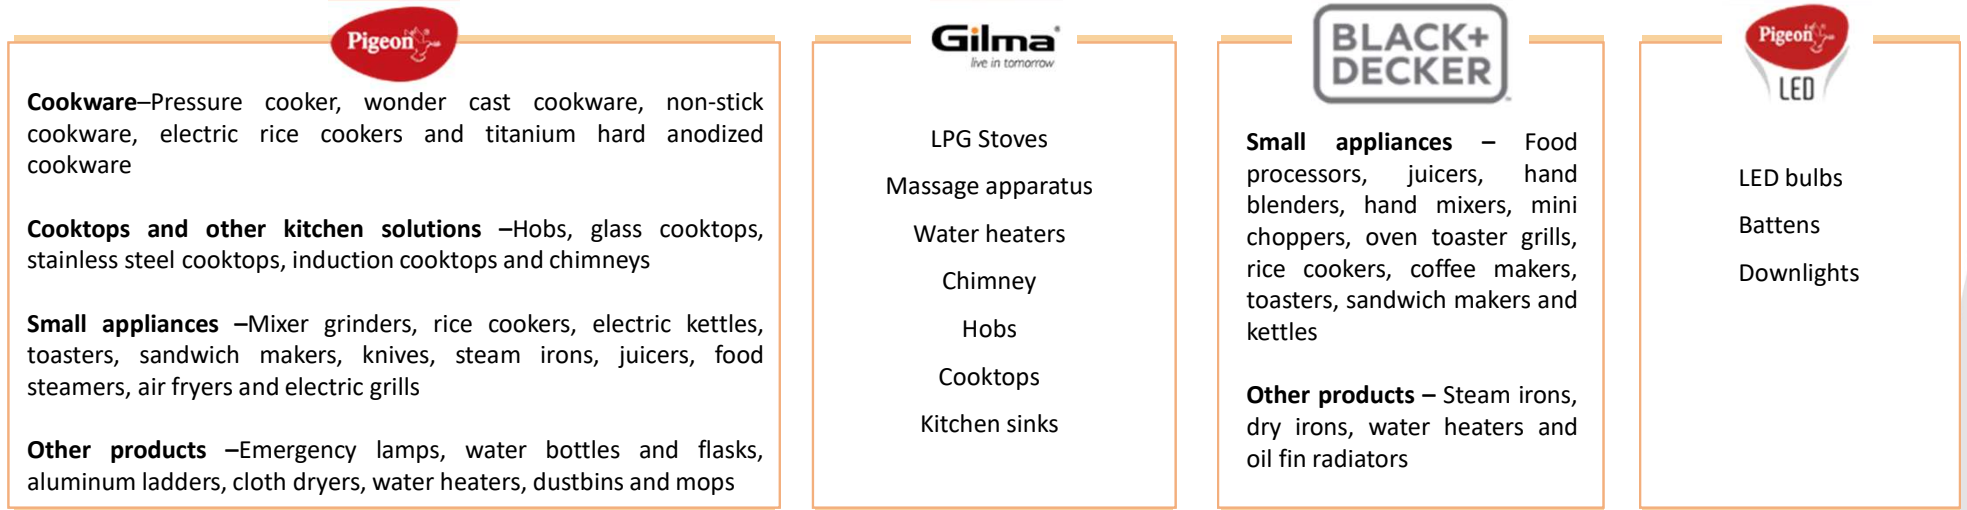 Pigeon
Cookware–Pressure cooker, wonder cast cookware, non-stick
cookware, electric rice cookers and titanium hard anodized
cookware
Cooktops and other kitchen solutions –Hobs, glass cooktops,
stainless steel cooktops, induction cooktops and chimneys
Small appliances –Mixer grinders, rice cookers, electric kettles,
toasters, sandwich makers, knives, steam irons, juicers, food
steamers, air fryers and electric grills
Other products –Emergency lamps, water bottles and flasks,
aluminum ladders, cloth dryers, water heaters, dustbins and mops
Gilma
live in tomorrow
LPG Stoves
Massage apparatus
Water heaters
Chimney
Hobs
Cooktops
Kitchen sinks
BLACK+
DECKER
Small appliances – Food
processors, juicers, hand
blenders, hand mixers, mini
choppers, oven toaster grills,
rice cookers, coffee makers,
toasters, sandwich makers and
kettles
Other products – Steam irons,
dry irons, water heaters and
oil fin radiators
Pigeon
LED
LED bulbs
Battens
Downlights